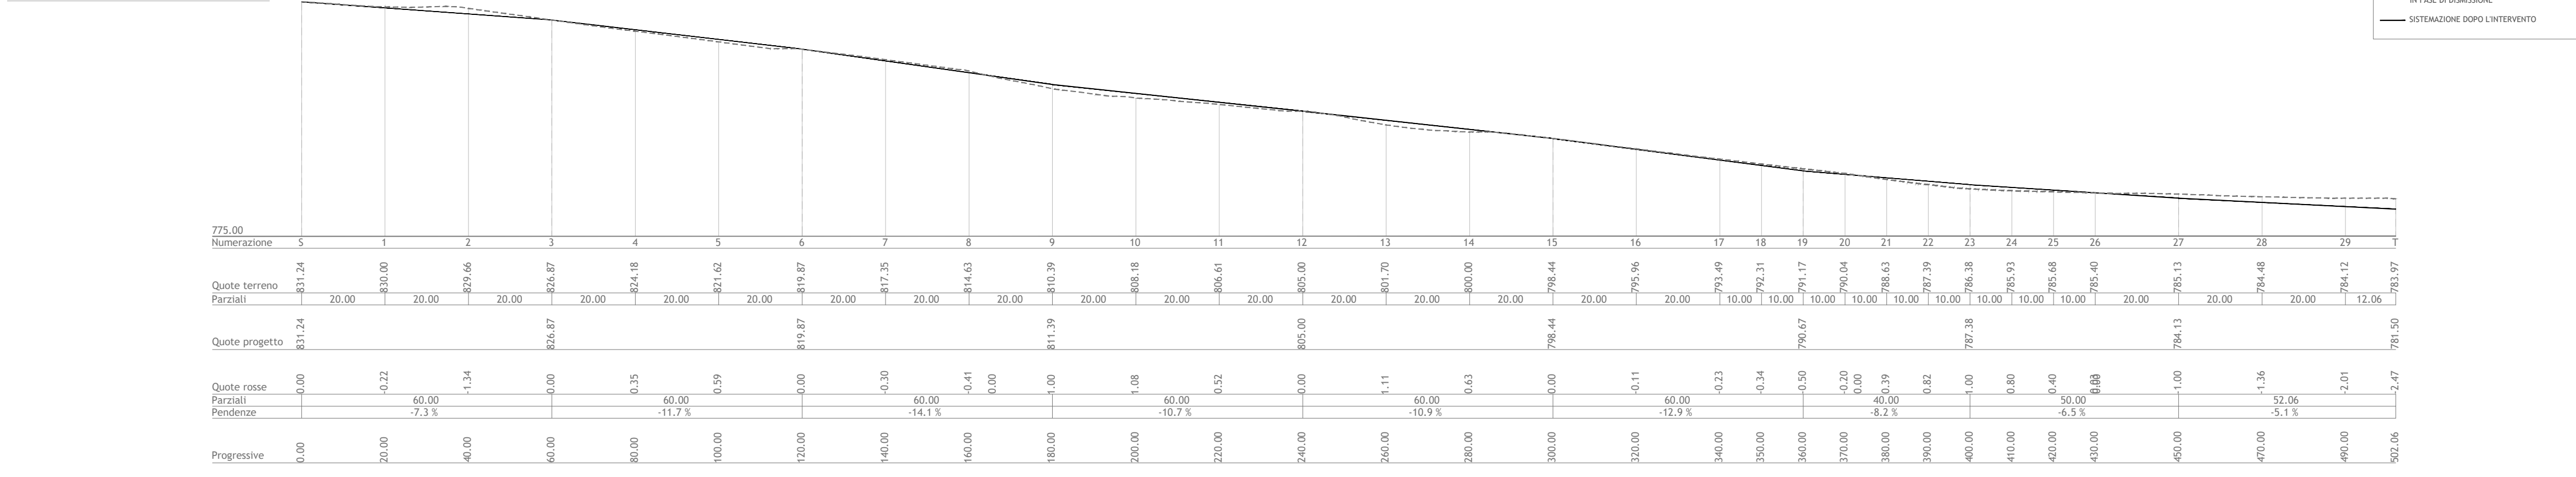 IN FASE DI DISMISSIONE
SISTEMAZIONE DOPO L'INTERVENTO
775.00
Numerazione S 1 2 3 4 5 6 7 8 9 10 11 12 13 14 15 16 17 18 19 20 21 22 23 24 25 26 27 28 29 T
Quote terreno 831.24 830.00 829.66 826.87 824.18 821.62 819.87 817.35 814.63 810.39 808.18 806.61 805.00 801.70 800.00 798.44 795.96 793.49 792.31 791.17 790.04 788.63 787.39 786.38 785.93 785.68 785.40 785.13 784.48 784.12 783.97
Parziali 20.00 20.00 20.00 20.00 20.00 20.00 20.00 20.00 20.00 20.00 20.00 20.00 20.00 20.00 20.00 20.00 20.00 10.00 10.00 10.00 10.00 10.00 10.00 10.00 10.00 10.00 20.00 20.00 20.00 12.06
Quote progetto 831.24 826.87 819.87 811.39 805.00 798.44 790.67 787.38 784.13 781.50
Quote rosse 0.00 -0.22 -1.34 0.00 0.35 0.59 0.00 -0.30 -0.41 0.00 1.00 1.08 0.52 0.00 1.11 0.63 0.00 -0.11 -0.23 -0.34 -0.50 -0.20 0.00 0.39 0.82 1.00 0.80 0.40 0.00 -1.00 -1.36 -2.01 -2.47
Parziali 60.00 60.00 60.00 60.00 60.00 60.00 40.00 50.00 52.06
Pendenze -7.3 % -11.7 % -14.1 % -10.7 % -10.9 % -12.9 % -8.2 % -6.5 % -5.1 %
Progressive 0.00 20.00 40.00 60.00 80.00 100.00 120.00 140.00 160.00 180.00 200.00 220.00 240.00 260.00 280.00 300.00 320.00 340.00 350.00 360.00 370.00 380.00 390.00 400.00 410.00 420.00 430.00 450.00 470.00 490.00 502.06